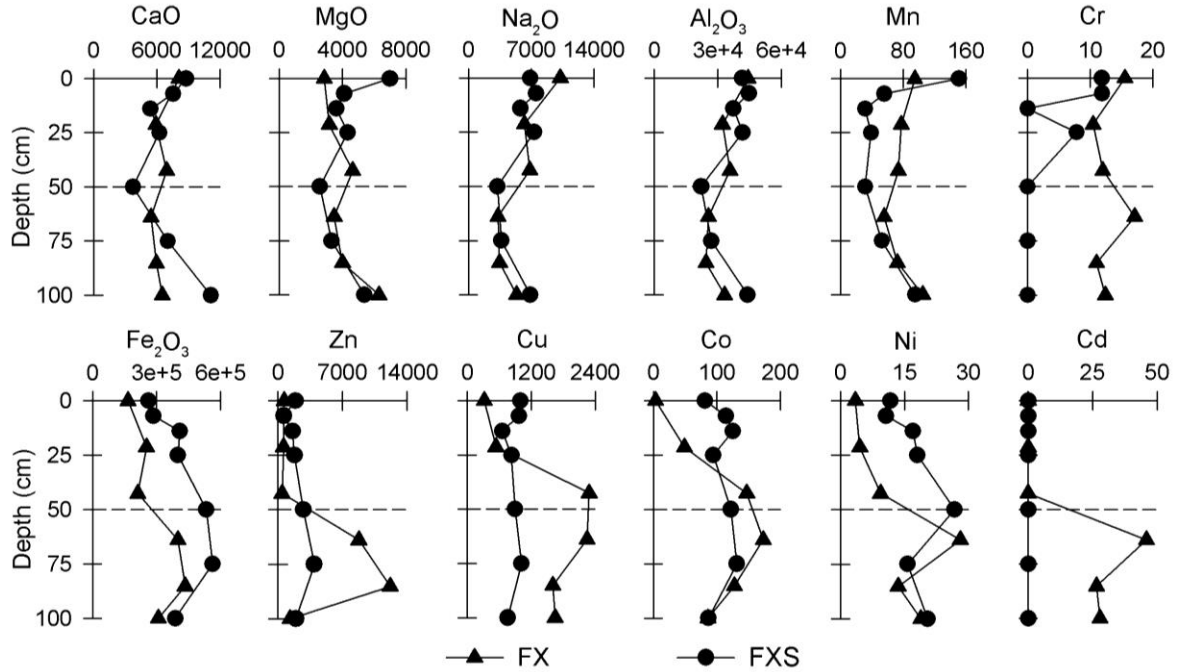 CaO MgO Na₂O Al₂O₃ Mn Cr
0 6000 12000 0 4000 8000 0 7000 14000 0 3e+4 6e+4 0 80 160 0 10 20
0
25
50
75
100
Depth (cm)
Fe₂O₃ Zn Cu Co Ni Cd
0 3e+5 6e+5 0 7000 14000 0 1200 2400 0 100 200 0 15 30 0 25 50
0
25
50
75
100
Depth (cm)
FX FXS